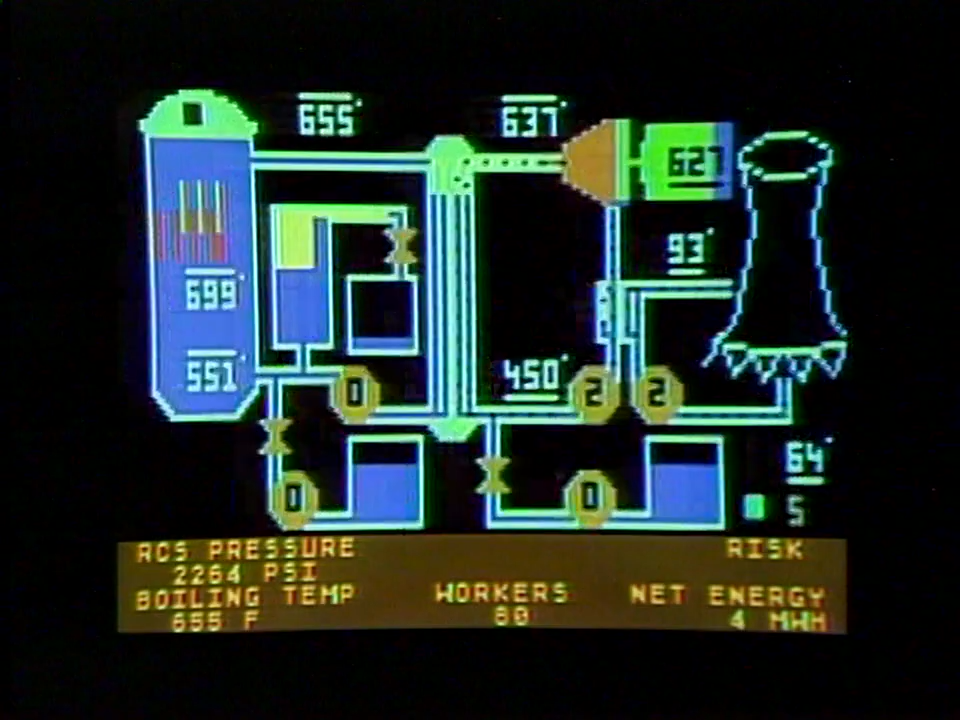 655°
637°
627
93°
699°
551
450°
0
2
2
64°
0
0
5
RCS PRESSURE
2264 PSI
RISK
BOILING TEMP
655 F
WORKERS
80
NET ENERGY
4 MWH